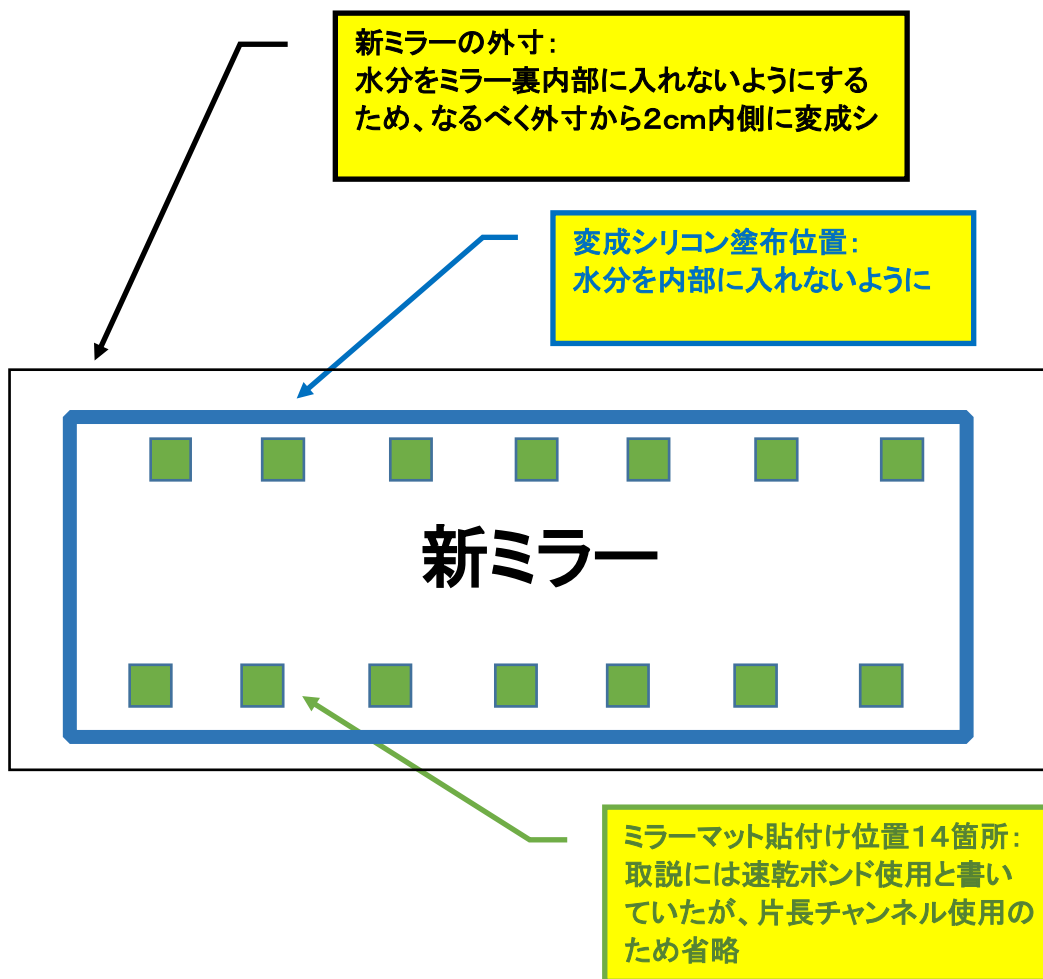 新ミラーの外寸：
水分をミラー裏内部に入れないようにする
ため、なるべく外寸から2cm内側に変成シ
変成シリコン塗布位置：
水分を内部に入れないように
新ミラー
ミラーマット貼付け位置14箇所：
取説には速乾ボンド使用と書い
ていたが、片長チャンネル使用の
ため省略